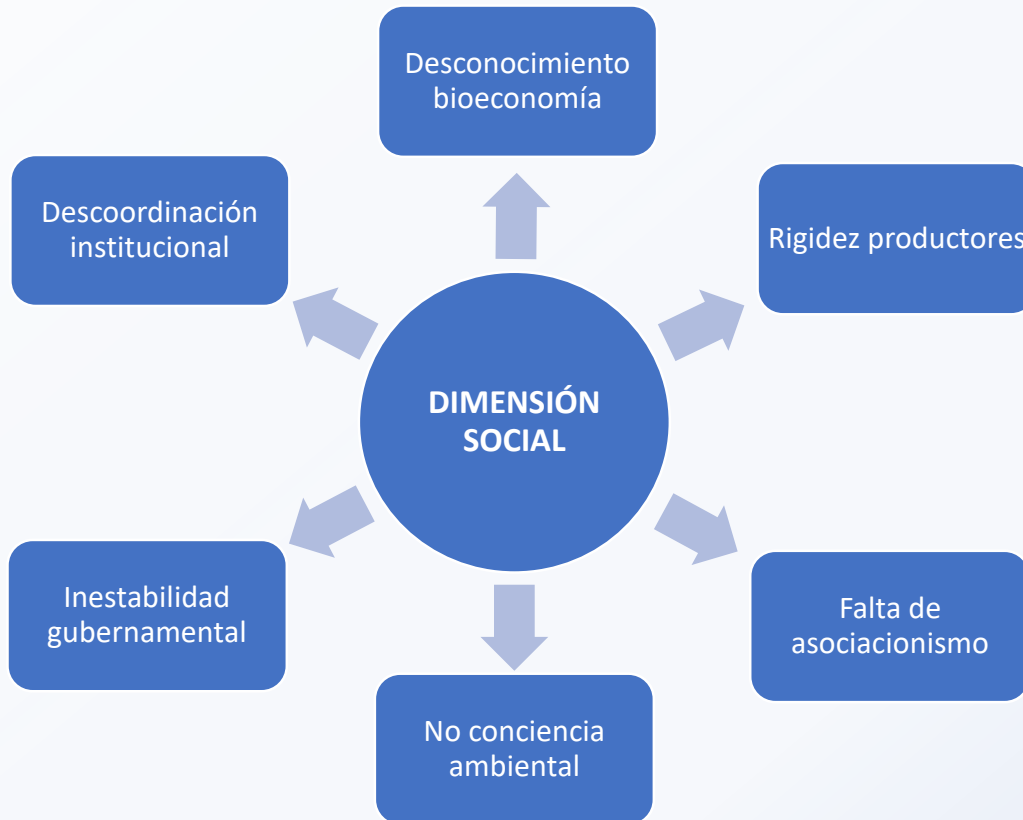 Desconocimiento
bioeconomía
Descoordinación
institucional
Rigidez productores
DIMENSIÓN
SOCIAL
Inestabilidad
gubernamental
Falta de
asociacionismo
No conciencia
ambiental